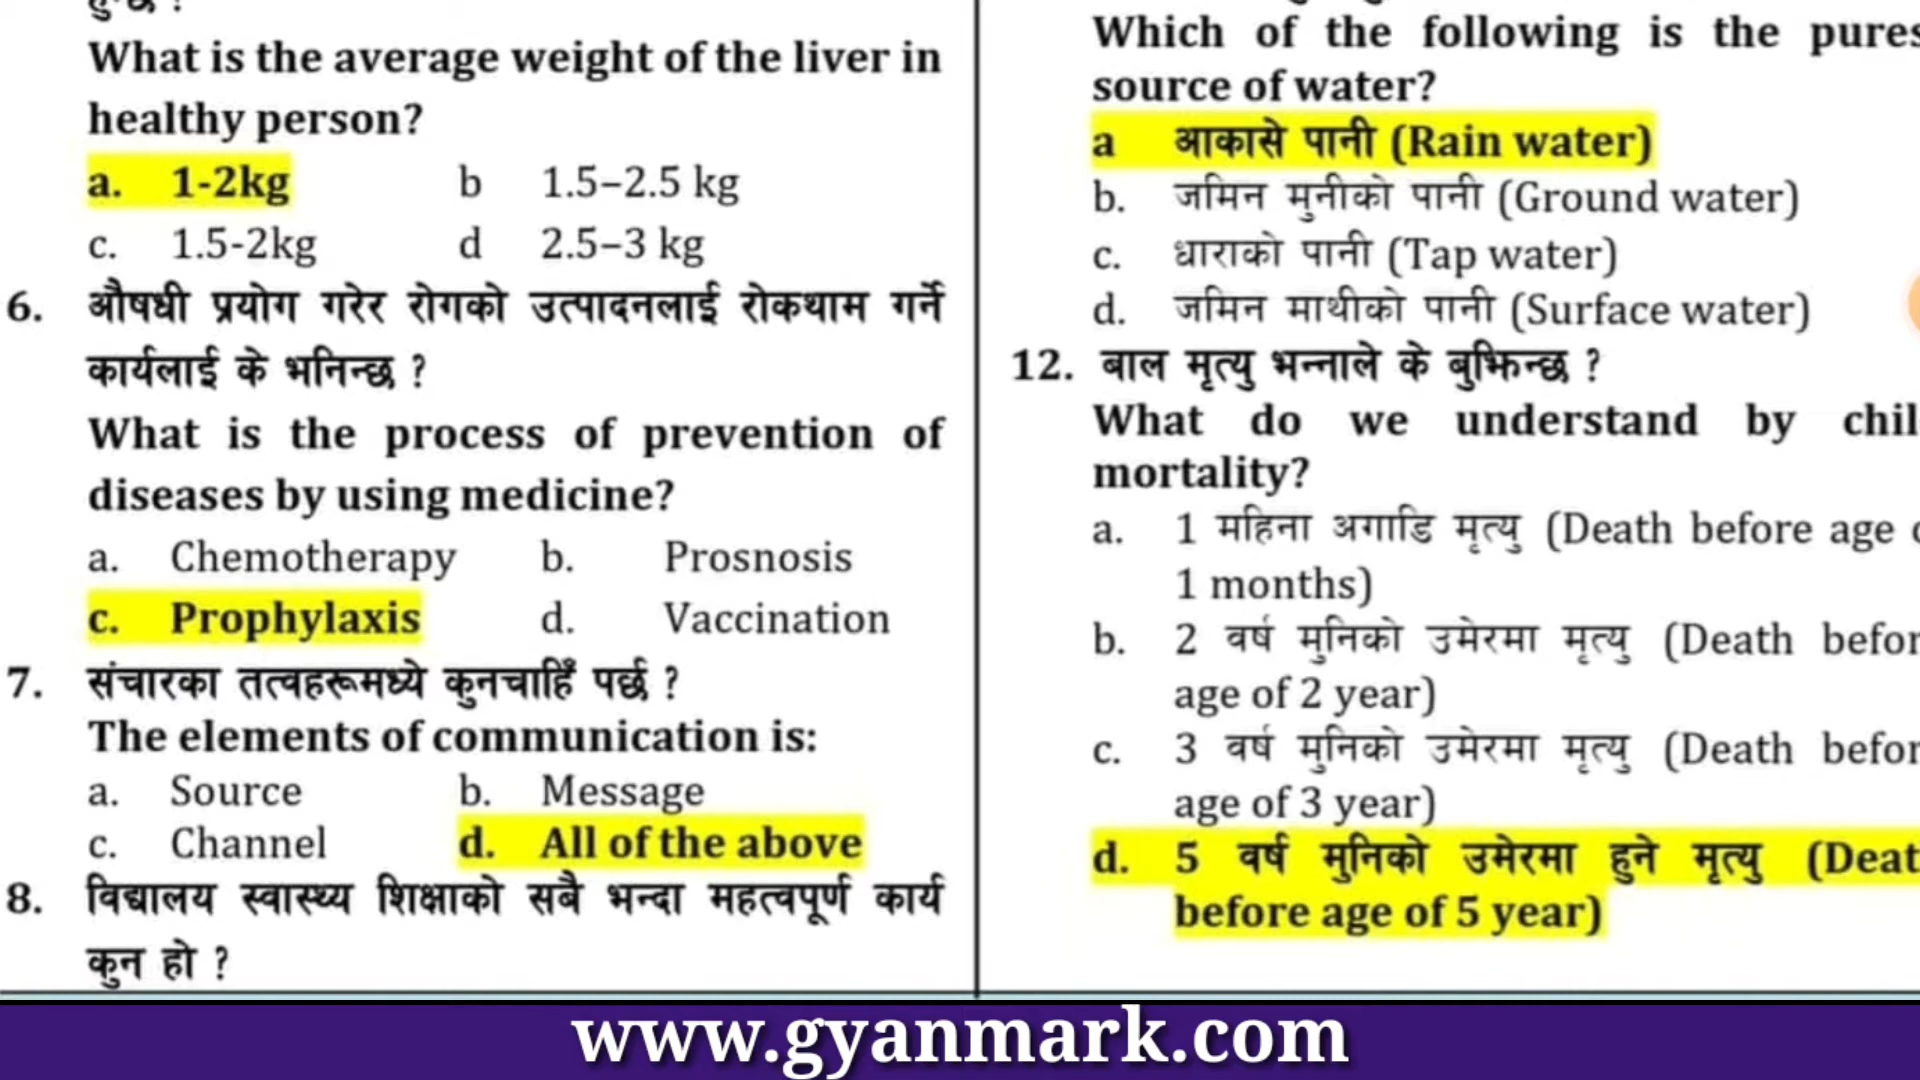 What is the average weight of the liver in
healthy person?
a. 1-2kg b 1.5–2.5 kg
c. 1.5-2kg d 2.5–3 kg
6. औषधी प्रयोग गरेर रोगको उत्पादनलाई रोकथाम गर्ने
कार्यलाई के भनिन्छ ?
What is the process of prevention of
diseases by using medicine?
a. Chemotherapy b. Prosnosis
c. Prophylaxis d. Vaccination
7. संचारका तत्वहरूमध्ये कुनचाहिँ पर्छ ?
The elements of communication is:
a. Source b. Message
c. Channel d. All of the above
8. विद्यालय स्वास्थ्य शिक्षाको सबै भन्दा महत्वपूर्ण कार्य
कुन हो ?
Which of the following is the pures
source of water?
a आकासे पानी (Rain water)
b. जमिन मुनीको पानी (Ground water)
c. धाराको पानी (Tap water)
d. जमिन माथीको पानी (Surface water)
12. बाल मृत्यु भन्नाले के बुझिन्छ ?
What do we understand by chil
mortality?
a. 1 महिना अगाडि मृत्यु (Death before age
1 months)
b. 2 वर्ष मुनिको उमेरमा मृत्यु (Death befor
age of 2 year)
c. 3 वर्ष मुनिको उमेरमा मृत्यु (Death befor
age of 3 year)
d. 5 वर्ष मुनिको उमेरमा हुने मृत्यु (Deat
before age of 5 year)
www.gyanmark.com